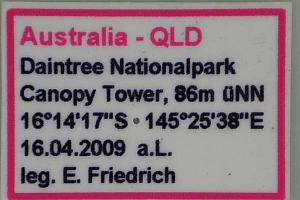 Australia - QLD
Daintree Nationalpark
Canopy Tower, 86m üNN
16°14'17"S · 145°25'38"E
16.04.2009 a.L.
leg. E. Friedrich